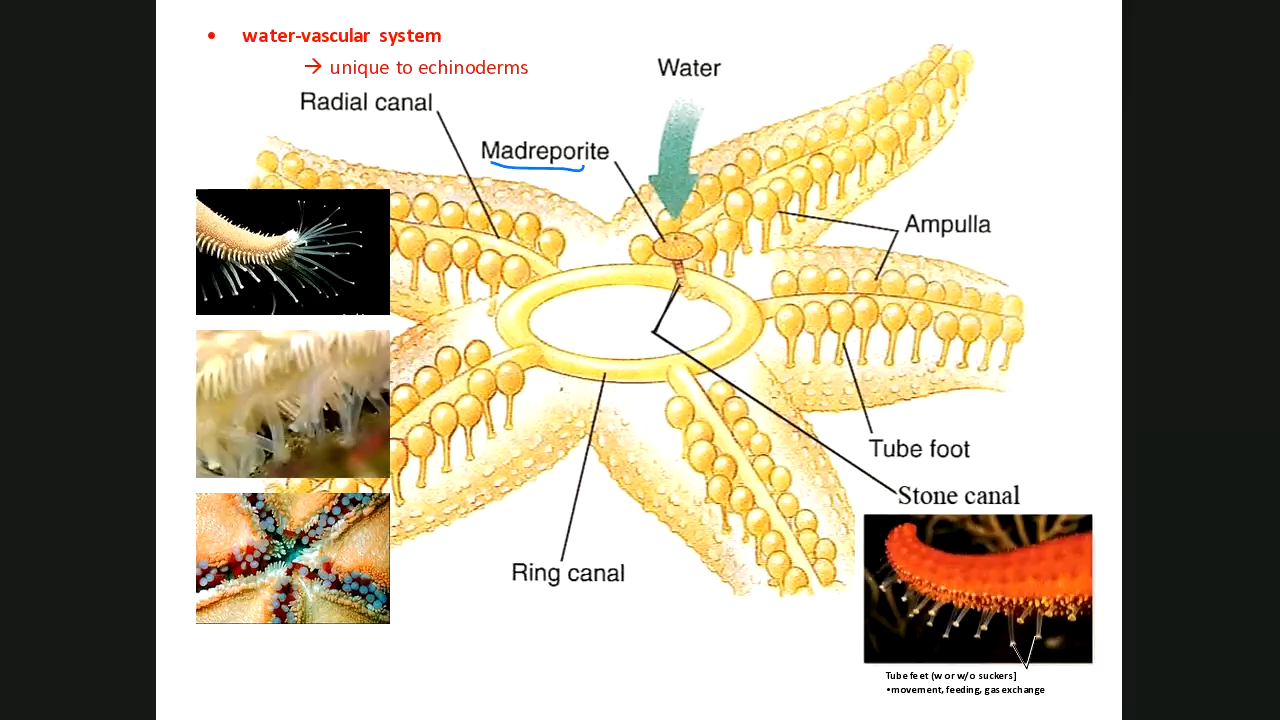 • water-vascular system
→ unique to echinoderms
Water
Radial canal
Madreporite
Ampulla
Tube foot
Stone canal
Ring canal
Tube feet (w or w/o suckers]
•movement, feeding, gas exchange